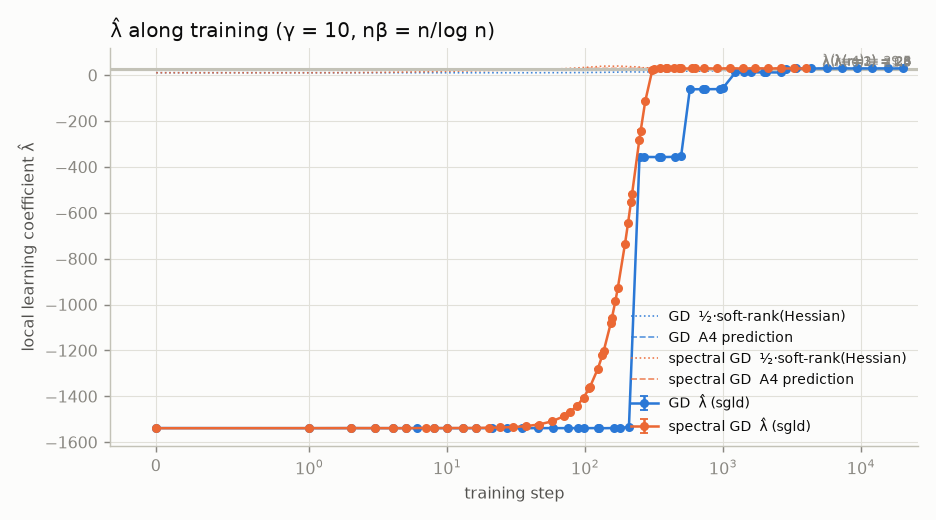 λ̂ along training (γ = 10, nβ = n/log n)
local learning coefficient λ̂
0
−200
−400
−600
−800
−1000
−1200
−1400
−1600
GD ½·soft-rank(Hessian)
GD A4 prediction
spectral GD ½·soft-rank(Hessian)
spectral GD A4 prediction
GD λ̂ (sgld)
spectral GD λ̂ (sgld)
0 10⁰ 10¹ 10² 10³ 10⁴
training step